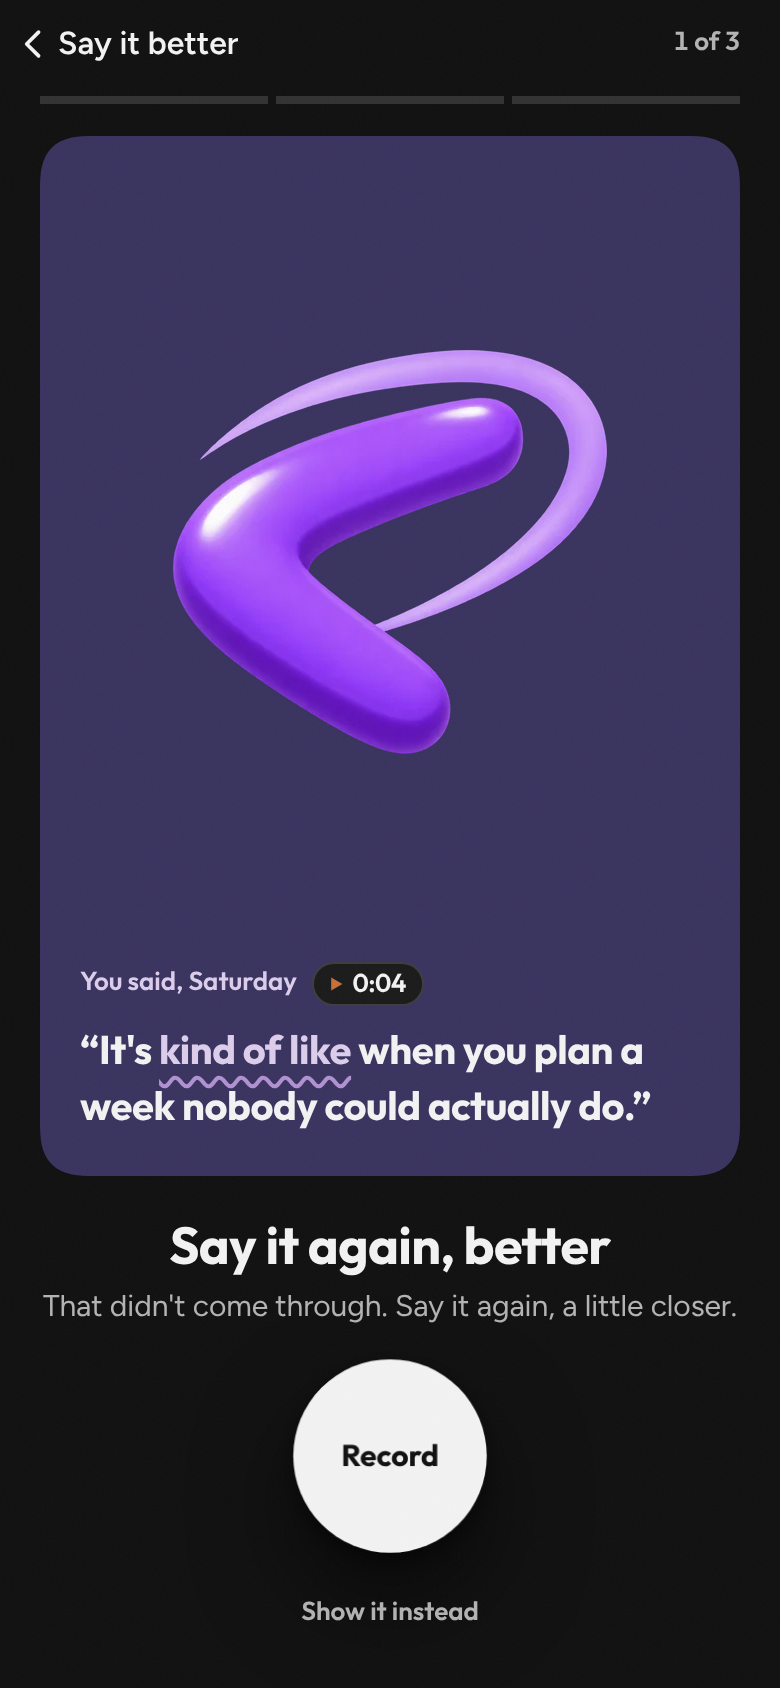 Say it better
1 of 3
You said, Saturday
0:04
“It's kind of like when you plan a
week nobody could actually do.”
Say it again, better
That didn't come through. Say it again, a little closer.
Record
Show it instead